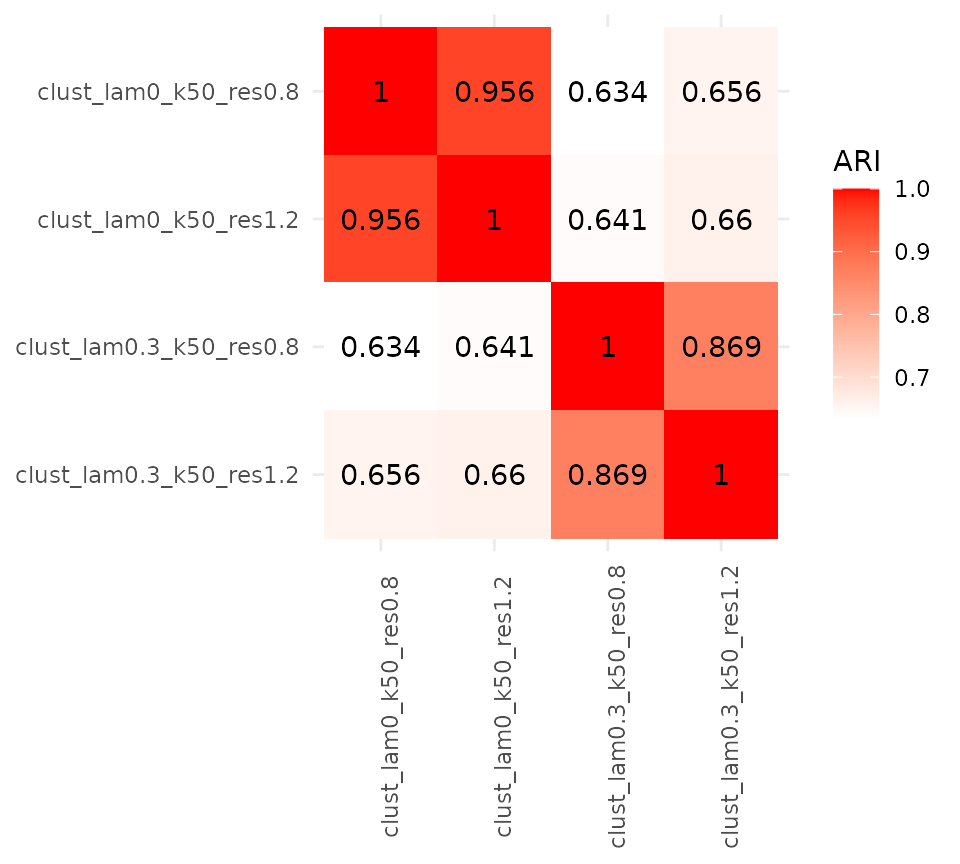 clust_lam0_k50_res0.8
1 0.956 0.634 0.656
clust_lam0_k50_res1.2
0.956 1 0.641 0.66
clust_lam0.3_k50_res0.8
0.634 0.641 1 0.869
clust_lam0.3_k50_res1.2
0.656 0.66 0.869 1
clust_lam0_k50_res0.8
clust_lam0_k50_res1.2
clust_lam0.3_k50_res0.8
clust_lam0.3_k50_res1.2
ARI
1.0
0.9
0.8
0.7